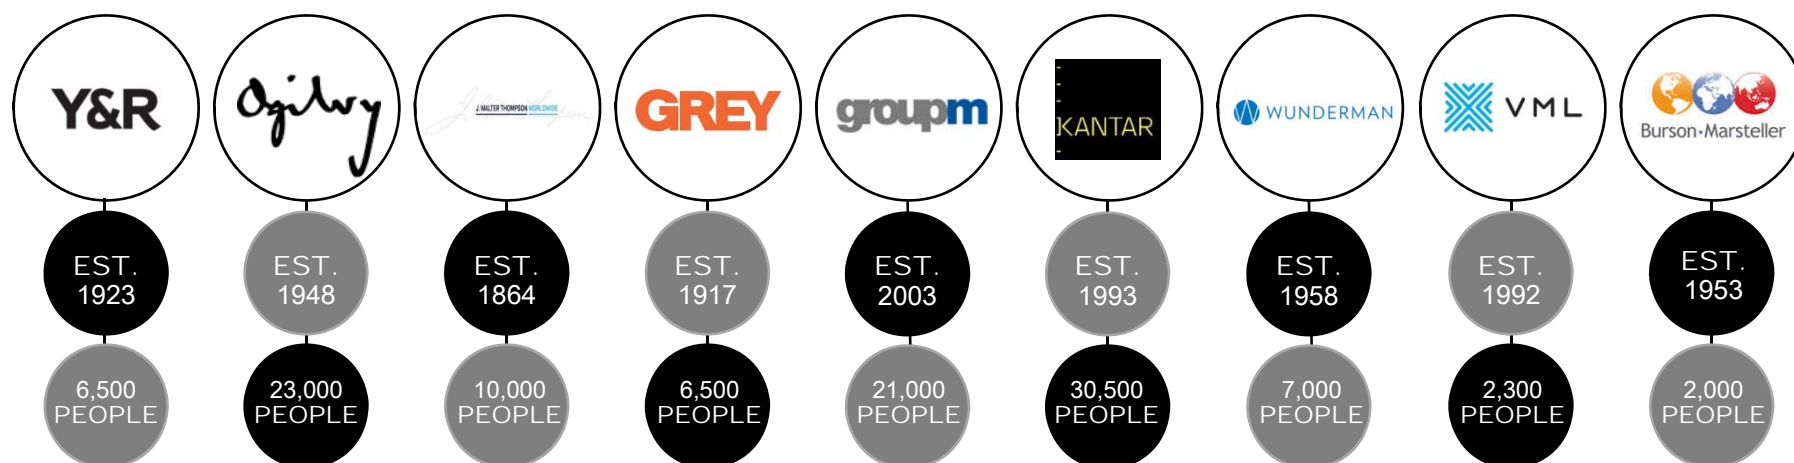 Y&R
Ogilvy
J. WALTER THOMPSON WORLDWIDE
GREY
groupm
KANTAR
WUNDERMAN
VML
Burson·Marsteller
EST.
1923
EST.
1948
EST.
1864
EST.
1917
EST.
2003
EST.
1993
EST.
1958
EST.
1992
EST.
1953
6,500
PEOPLE
23,000
PEOPLE
10,000
PEOPLE
6,500
PEOPLE
21,000
PEOPLE
30,500
PEOPLE
7,000
PEOPLE
2,300
PEOPLE
2,000
PEOPLE